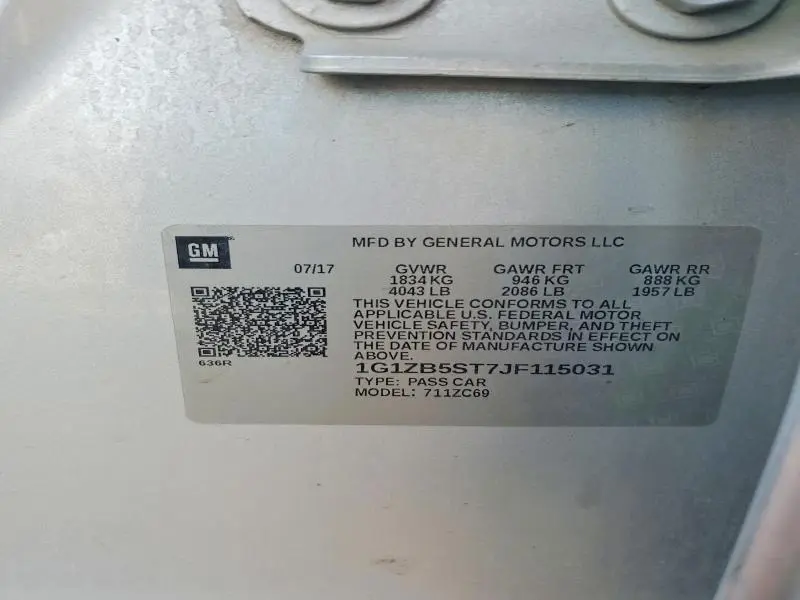 GM
MFD BY GENERAL MOTORS LLC
07/17 GVWR GAWR FRT GAWR RR
1834 KG 946 KG 888 KG
4043 LB 2086 LB 1957 LB
THIS VEHICLE CONFORMS TO ALL
APPLICABLE U.S. FEDERAL MOTOR
VEHICLE SAFETY, BUMPER, AND THEFT
PREVENTION STANDARDS IN EFFECT ON
THE DATE OF MANUFACTURE SHOWN
ABOVE.
636R
1G1ZB5ST7JF115031
TYPE: PASS CAR
MODEL: 711ZC69